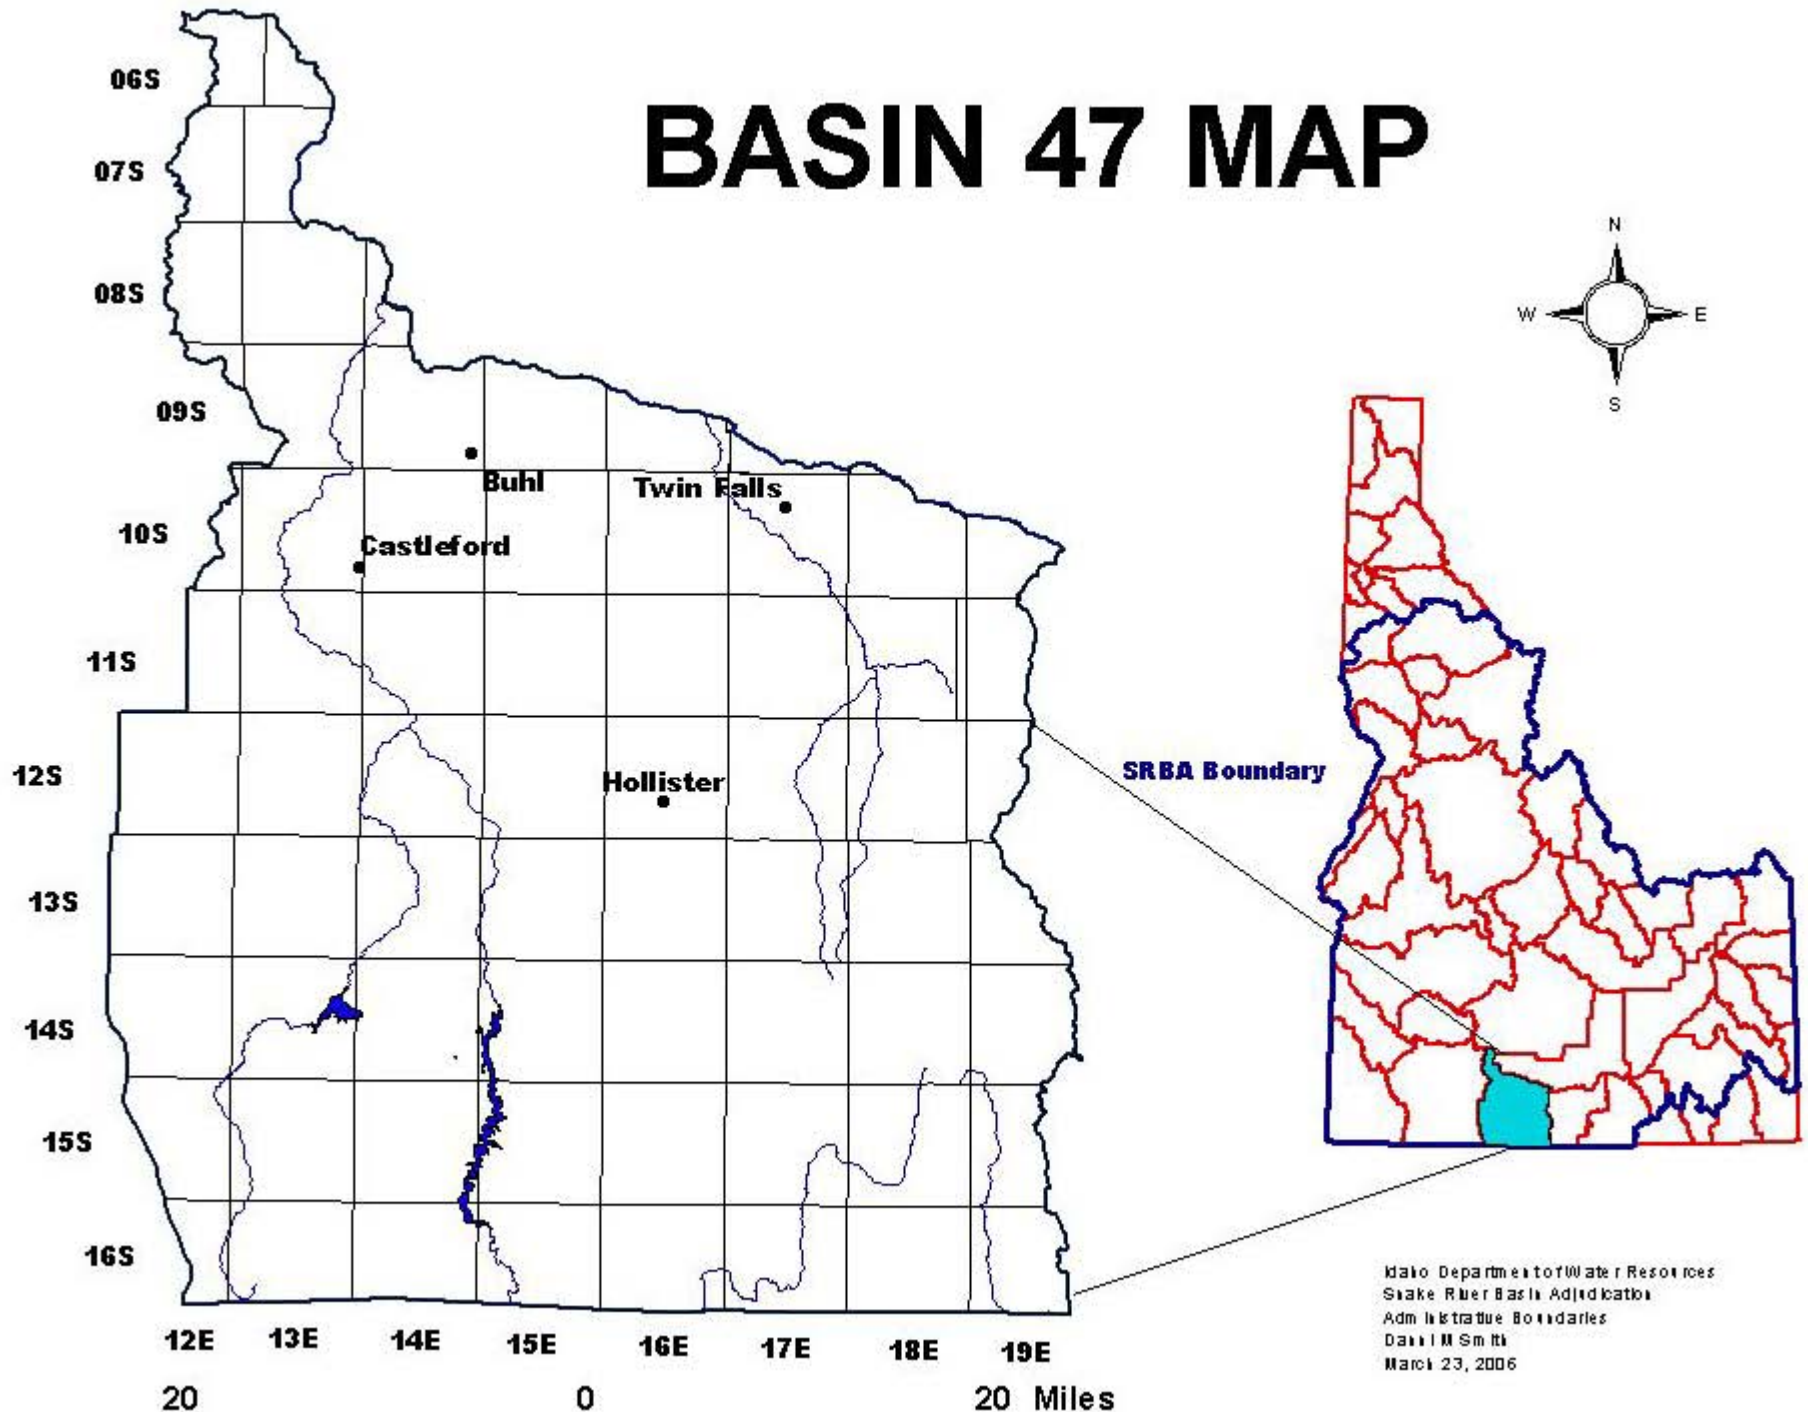 BASIN 47 MAP
06S
07S
08S
09S
10S
11S
12S
13S
14S
15S
16S
Buhl
Twin Falls
Castleford
Hollister
N
W E
S
SRBA Boundary
12E 13E 14E 15E 16E 17E 18E 19E
20 0 20 Miles
Idaho Department of Water Resources
Snake River Basin Adjudication
Administrative Boundaries
Danni M Smith
March 23, 2006